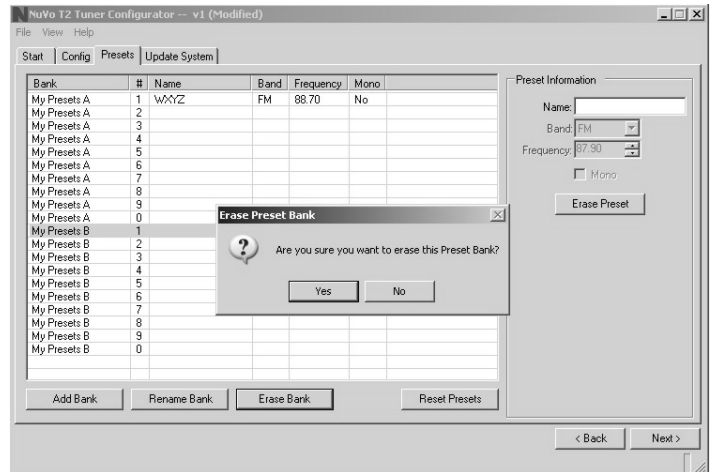 NuVo T2 Tuner Configurator -- v1 (Modified)
File View Help
Start Config Presets Update System
Bank # Name Band Frequency Mono
My Presets A 1 WXYZ FM 88.70 No
My Presets A 2
My Presets A 3
My Presets A 4
My Presets A 5
My Presets A 6
My Presets A 7
My Presets A 8
My Presets A 9
My Presets A 0
My Presets B 1
My Presets B 2
My Presets B 3
My Presets B 4
My Presets B 5
My Presets B 6
My Presets B 7
My Presets B 8
My Presets B 9
My Presets B 0
Add Bank Rename Bank Erase Bank Reset Presets
Preset Information
Name:
Band: FM
Frequency: 87.90
Mono
Erase Preset
Erase Preset Bank
Are you sure you want to erase this Preset Bank?
Yes No
< Back Next >